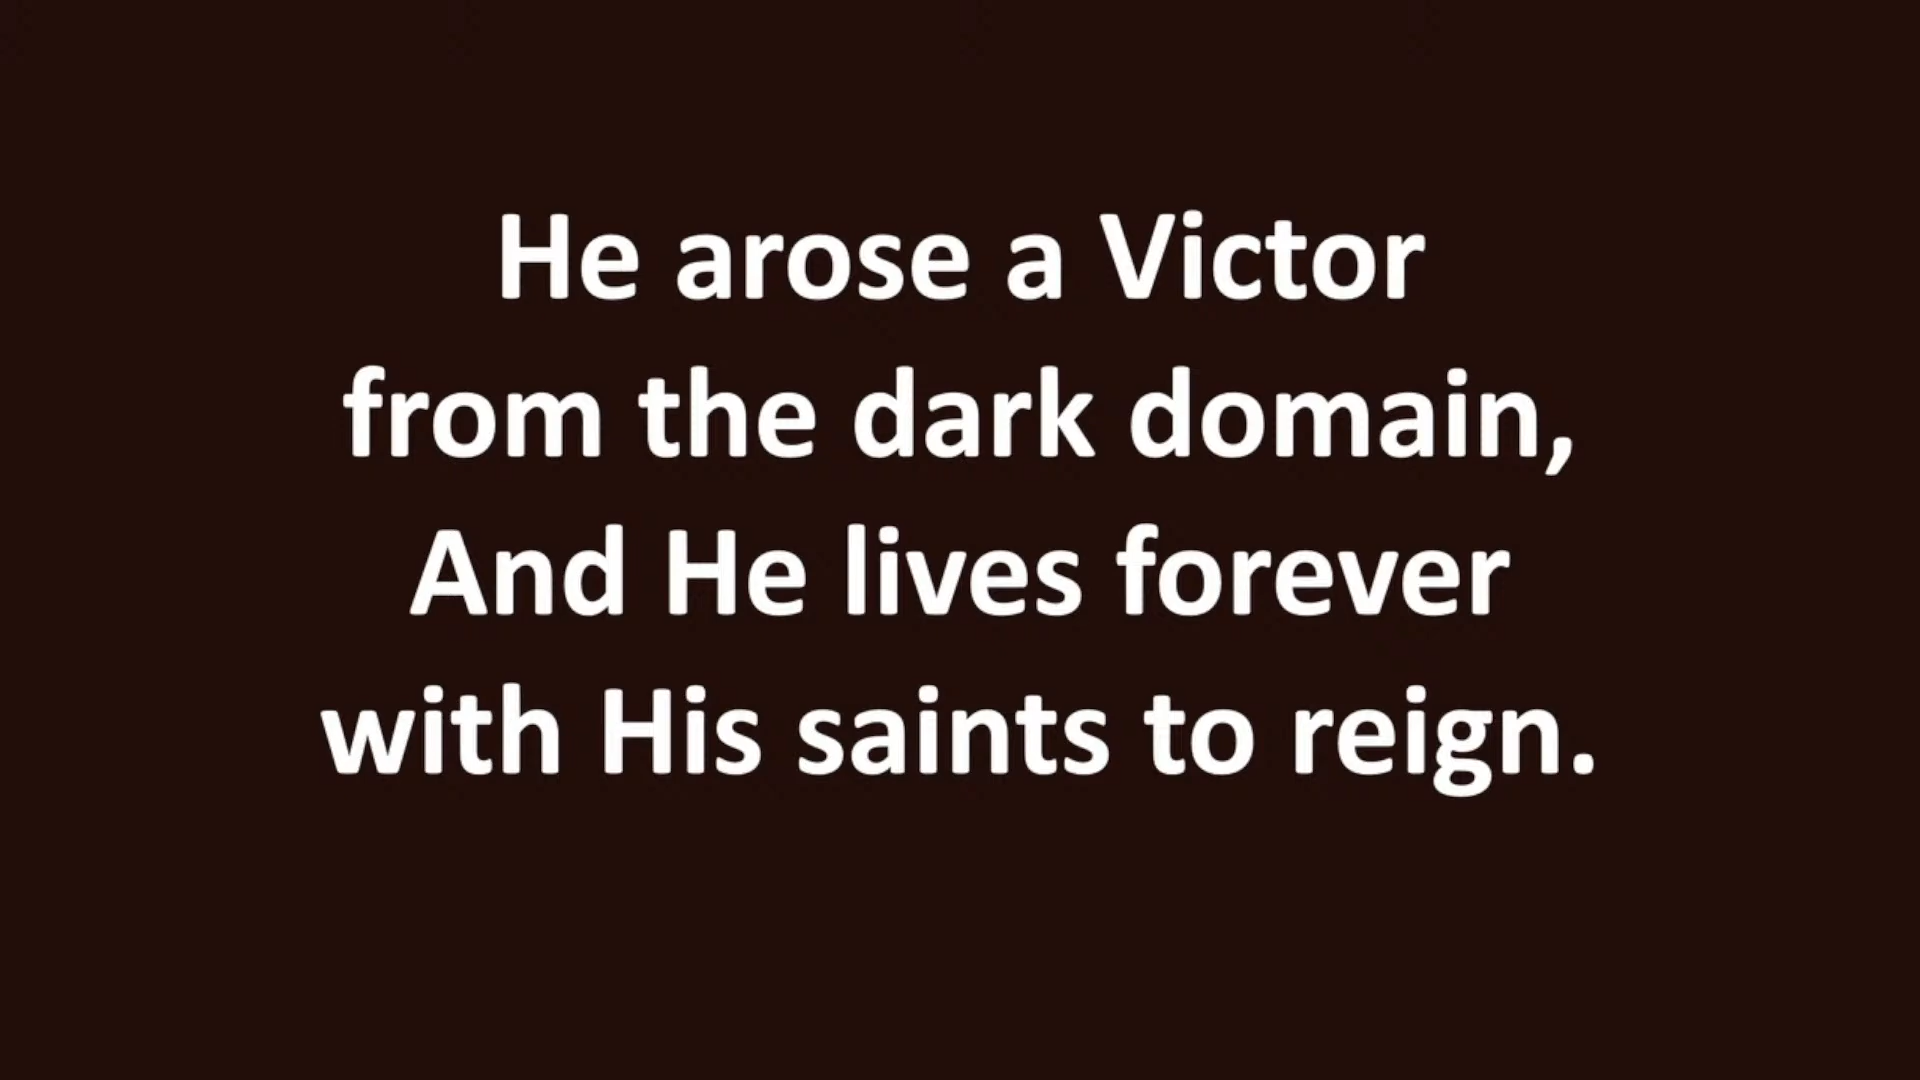 He arose a Victor
from the dark domain,
And He lives forever
with His saints to reign.